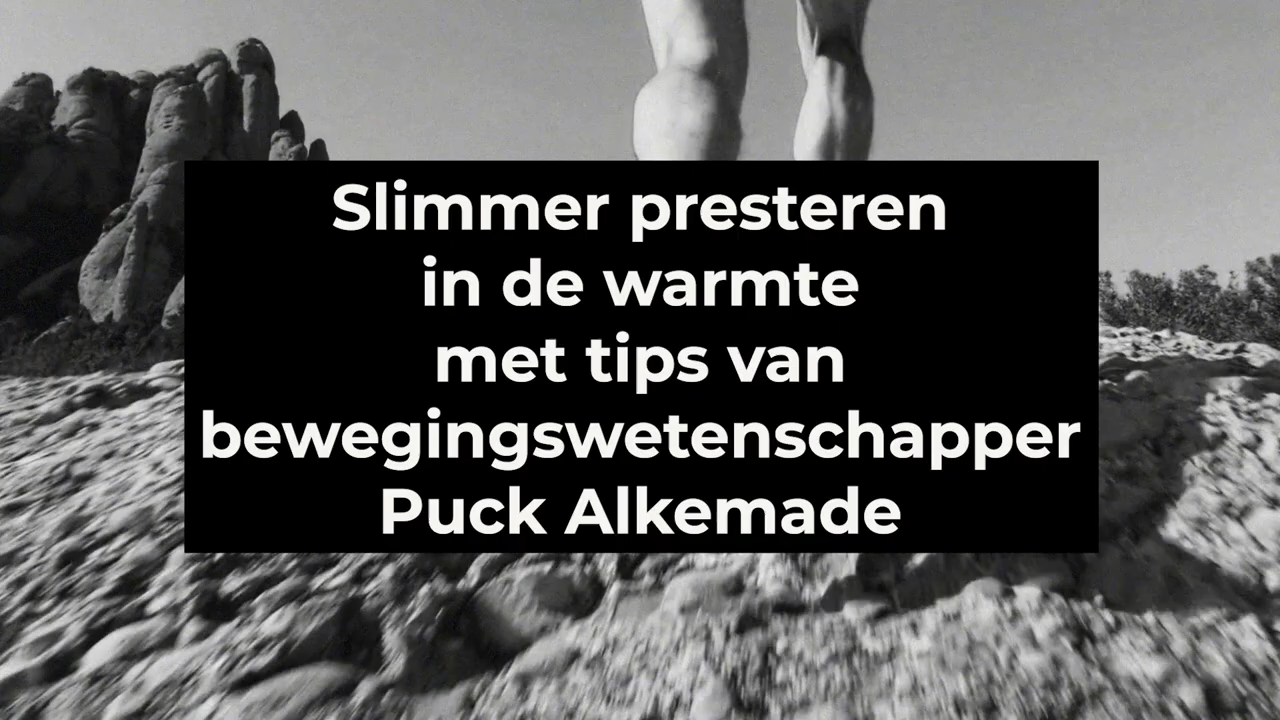 Slimmer presteren
in de warmte
met tips van
bewegingswetenschapper
Puck Alkemade